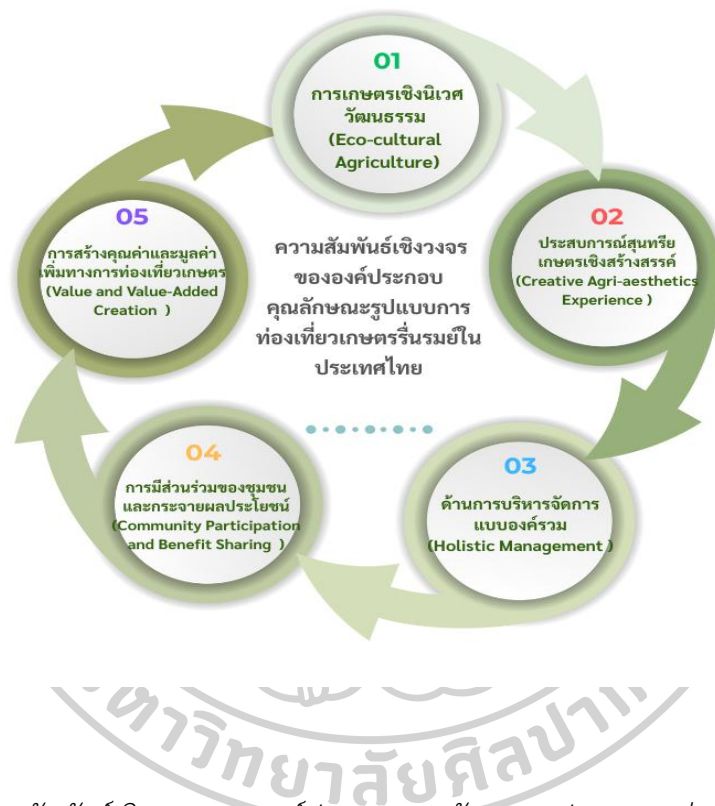 01
การเกษตรเชิงนิเวศ
วัฒนธรรม
(Eco-cultural
Agriculture)
02
ประสบการณ์สุนทรีย
เกษตรเชิงสร้างสรรค์
(Creative Agri-aesthetics
Experience )
03
ด้านการบริหารจัดการ
แบบองค์รวม
(Holistic Management )
04
การมีส่วนร่วมของชุมชน
และกระจายผลประโยชน์
(Community Participation
and Benefit Sharing )
05
การสร้างคุณค่าและมูลค่า
เพิ่มทางการท่องเที่ยวเกษตร
(Value and Value-Added
Creation )
ความสัมพันธ์เชิงวงจร
ขององค์ประกอบ
คุณลักษณะรูปแบบการ
ท่องเที่ยวเกษตรรื่นรมย์ใน
ประเทศไทย